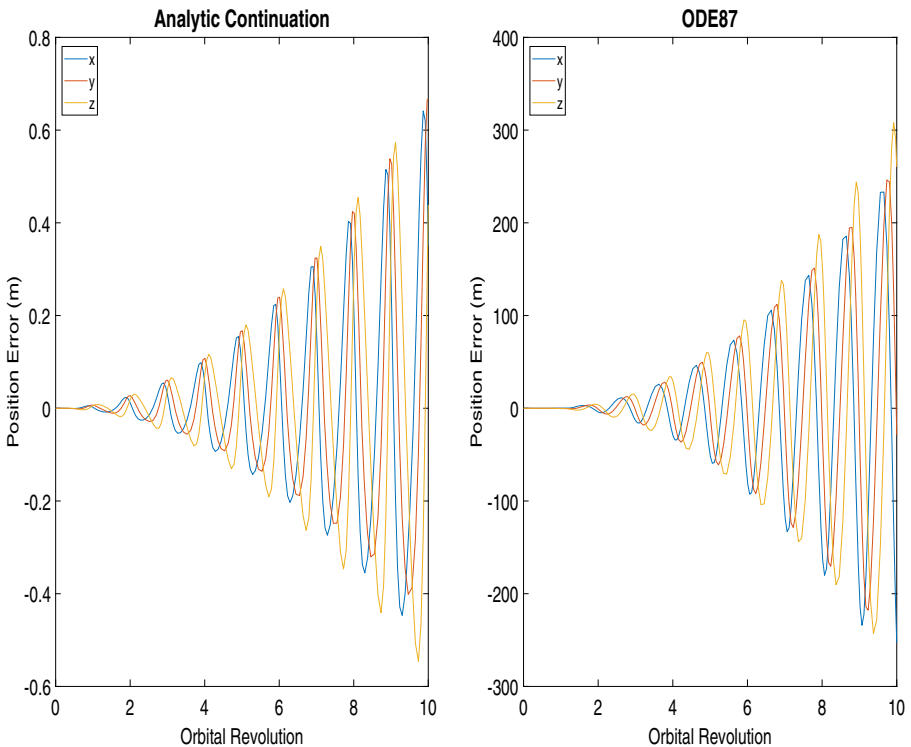 Analytic Continuation
0.8
0.6
0.4
0.2
0
-0.2
-0.4
-0.6
0
2
4
6
8
10
Position Error (m)
Orbital Revolution
x
y
z
ODE87
400
300
200
100
0
-100
-200
-300
0
2
4
6
8
10
Position Error (m)
Orbital Revolution
x
y
z